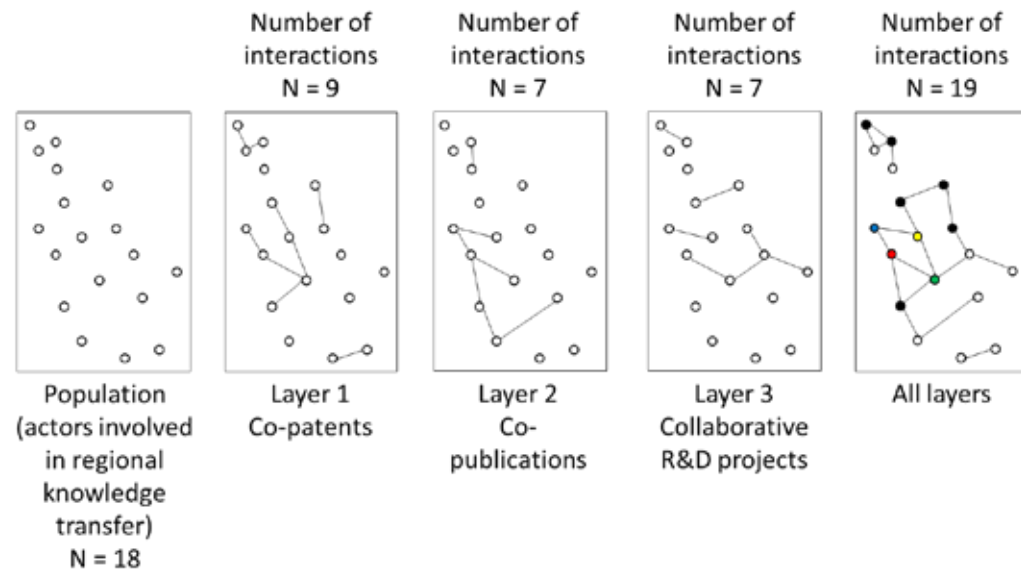 Number of
interactions
N = 9
Number of
interactions
N = 7
Number of
interactions
N = 7
Number of
interactions
N = 19
Population
(actors involved
in regional
knowledge
transfer)
N = 18
Layer 1
Co-patents
Layer 2
Co-
publications
Layer 3
Collaborative
R&D projects
All layers